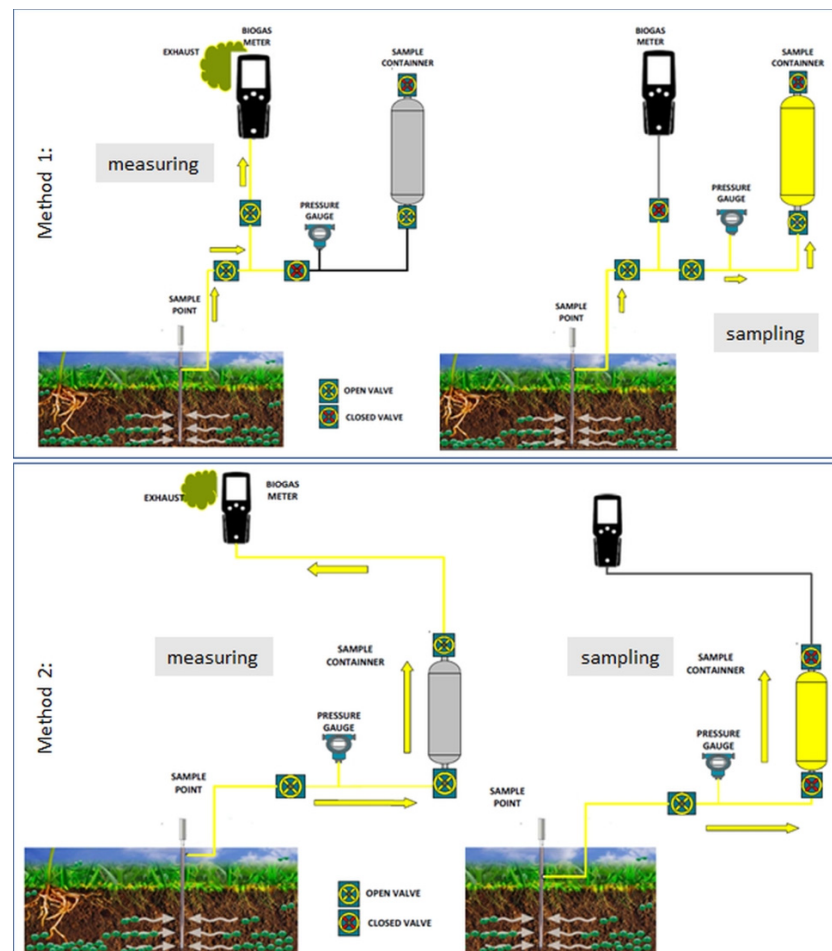 Method 1:
BIOGAS
METER
EXHAUST
SAMPLE
CONTAINNER
measuring
PRESSURE
GAUGE
SAMPLE
POINT
OPEN VALVE
CLOSED VALVE
BIOGAS
METER
SAMPLE
CONTAINNER
PRESSURE
GAUGE
SAMPLE
POINT
sampling
Method 2:
EXHAUST
BIOGAS
METER
measuring
SAMPLE
CONTAINNER
PRESSURE
GAUGE
SAMPLE
POINT
OPEN VALVE
CLOSED VALVE
sampling
SAMPLE
CONTAINNER
PRESSURE
GAUGE
SAMPLE
POINT